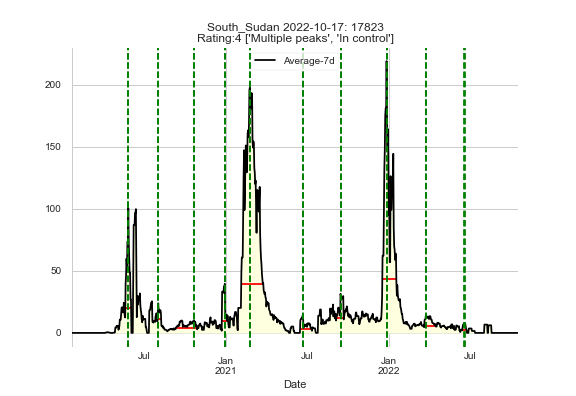 South_Sudan 2022-10-17: 17823
Rating:4 ['Multiple peaks', 'In control']
Average-7d
200
150
100
50
0
Jul
Jan
2021
Jul
Jan
2022
Jul
Date